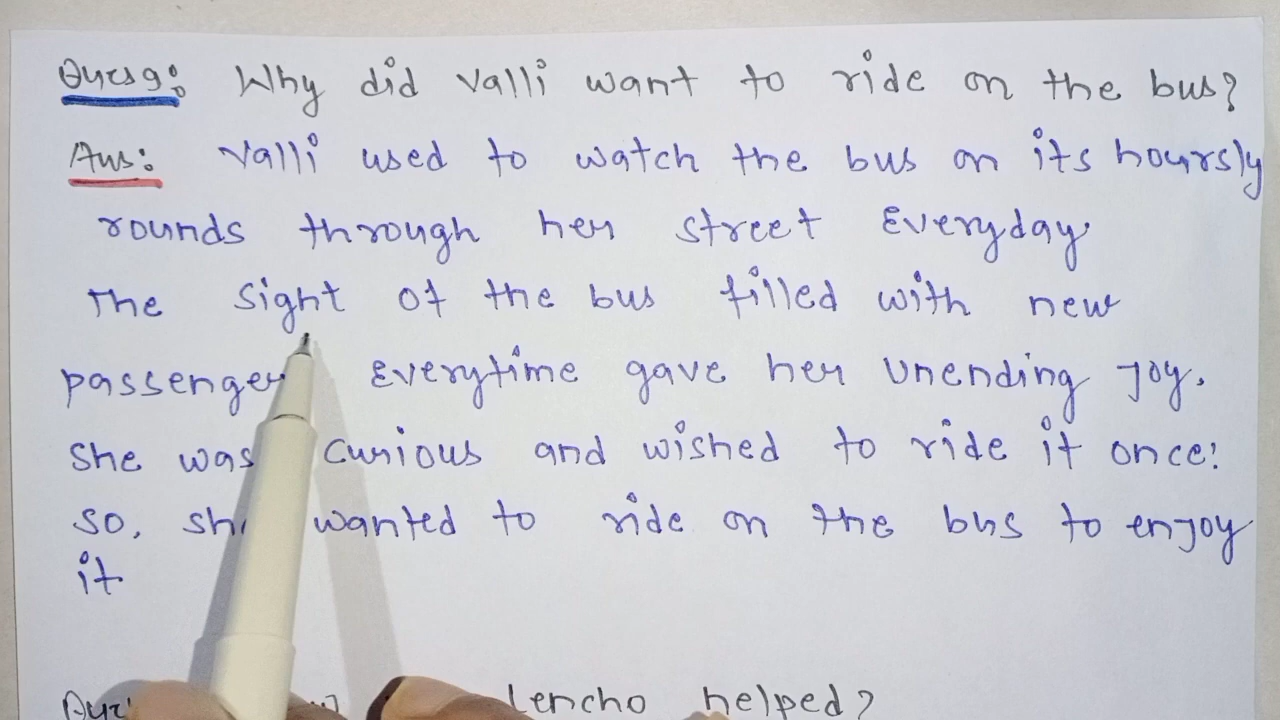 Ques9: Why did Valli want to ride on the bus?
Ans: Valli used to watch the bus on its hoursly
rounds through her street Everyday
The sight of the bus filled with new
passenger Everytime gave her unending Joy.
She was curious and wished to ride it once.
So, she wanted to ride on the bus to enjoy
it
lencho helped?